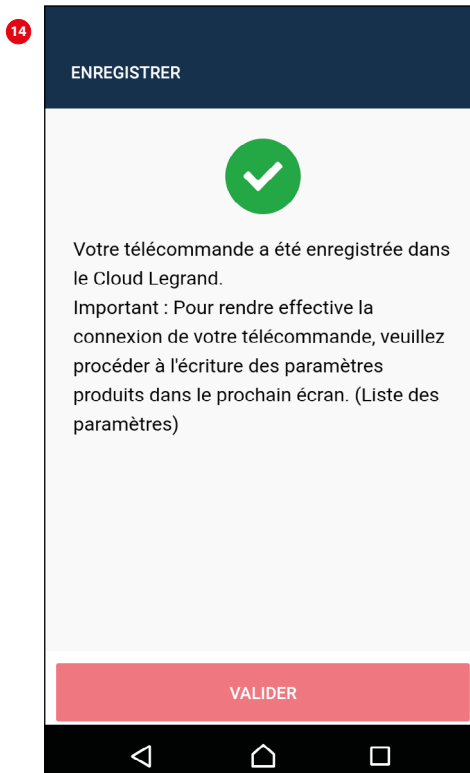 14
ENREGISTRER
Votre télécommande a été enregistrée dans
le Cloud Legrand.
Important : Pour rendre effective la
connexion de votre télécommande, veuillez
procéder à l'écriture des paramètres
produits dans le prochain écran. (Liste des
paramètres)
VALIDER